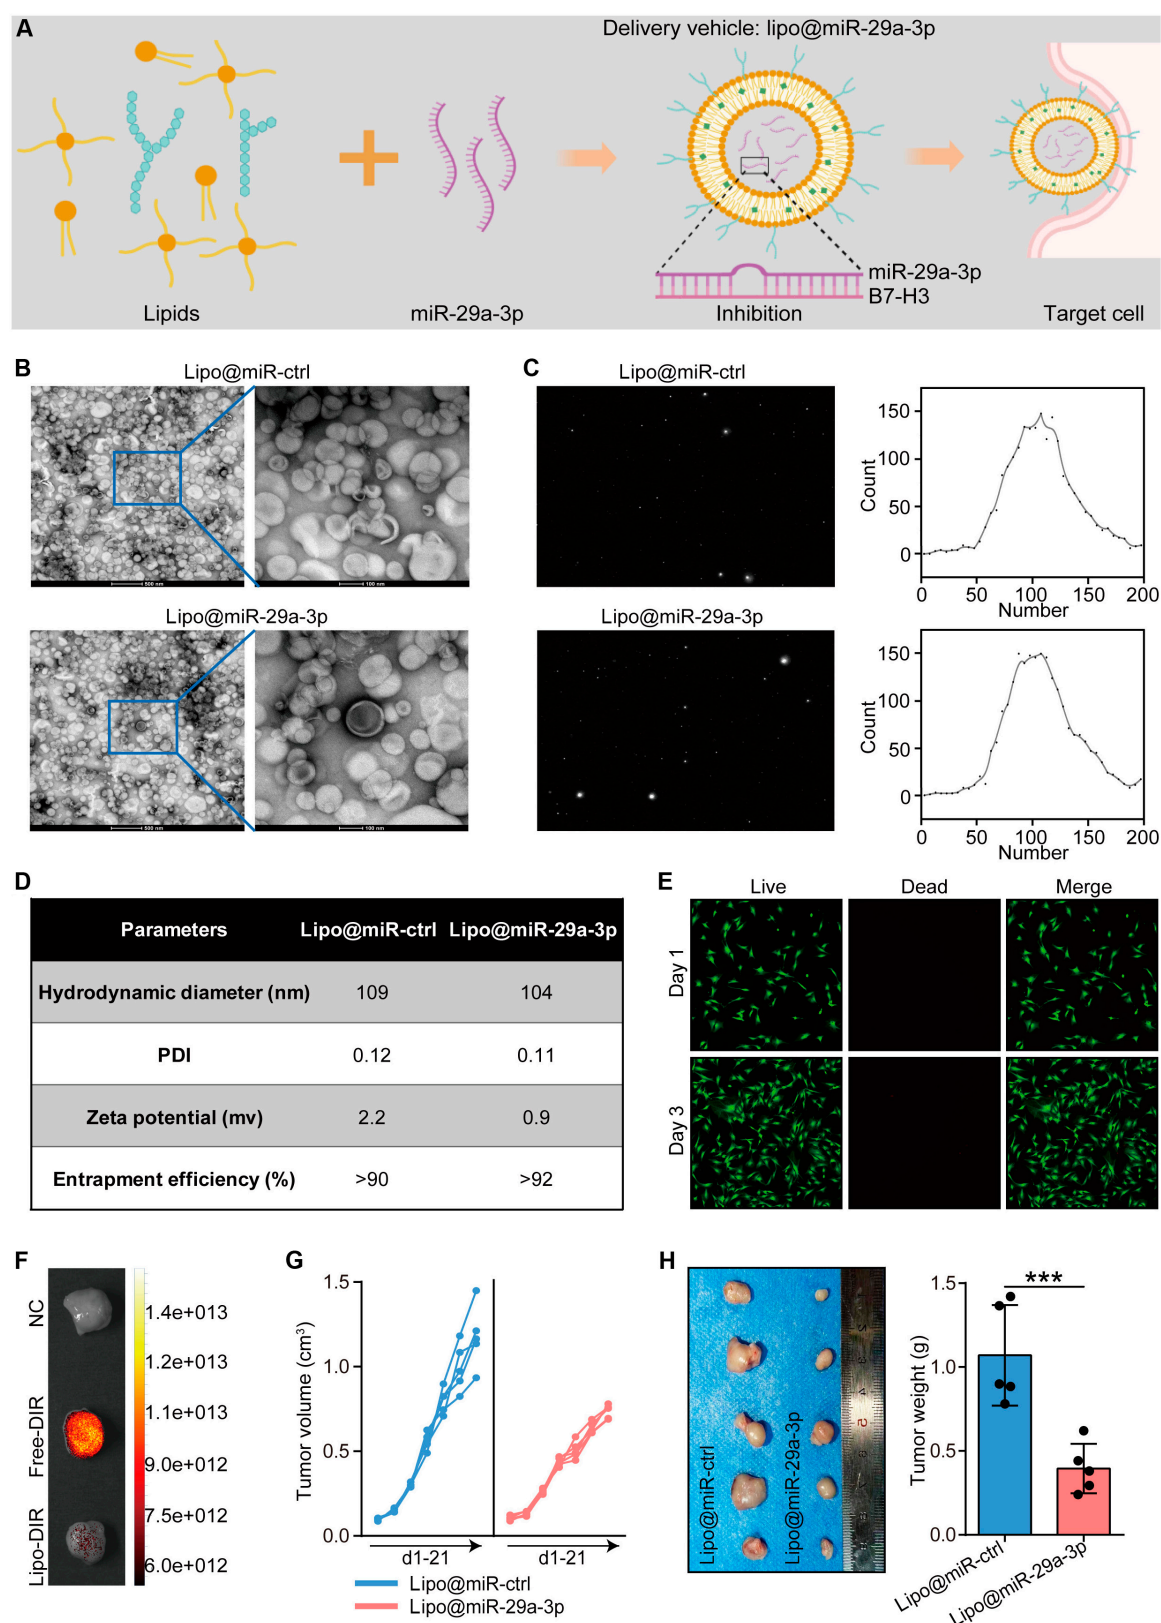 A
Delivery vehicle: lipo@miR-29a-3p
miR-29a-3p
B7-H3
Lipids
miR-29a-3p
Inhibition
Target cell
B
Lipo@miR-ctrl
500 nm
100 nm
Lipo@miR-29a-3p
500 nm
100 nm
C
Lipo@miR-ctrl
Count
150
100
50
0
0 50 100 150 200
Number
Lipo@miR-29a-3p
Count
150
100
50
0
0 50 100 150 200
Number
D
Parameters Lipo@miR-ctrl Lipo@miR-29a-3p
Hydrodynamic diameter (nm) 109 104
PDI 0.12 0.11
Zeta potential (mv) 2.2 0.9
Entrapment efficiency (%) >90 >92
E
Live Dead Merge
Day 1
Day 3
F
NC
Free-DIR
Lipo-DIR
1.4e+013
1.2e+013
1.1e+013
9.0e+012
7.5e+012
6.0e+012
G
Tumor volume (cm³)
1.5
1.0
0.5
0.0
d1-21 d1-21
Lipo@miR-ctrl
Lipo@miR-29a-3p
H
Lipo@miR-ctrl
Lipo@miR-29a-3p
Tumor weight (g)
1.5
1.0
0.5
0.0
***
Lipo@miR-ctrl
Lipo@miR-29a-3p